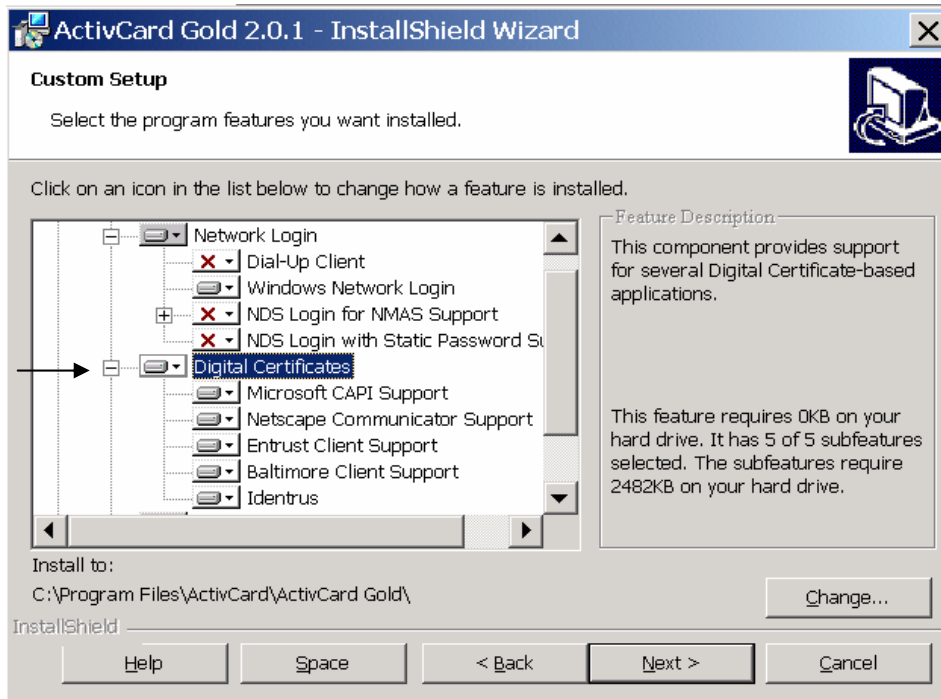 ActivCard Gold 2.0.1 - InstallShield Wizard
Custom Setup
Select the program features you want installed.
Click on an icon in the list below to change how a feature is installed.
Network Login
Dial-Up Client
Windows Network Login
NDS Login for NMAS Support
NDS Login with Static Password Su
Digital Certificates
Microsoft CAPI Support
Netscape Communicator Support
Entrust Client Support
Baltimore Client Support
Identrus
Feature Description
This component provides support
for several Digital Certificate-based
applications.
This feature requires 0KB on your
hard drive. It has 5 of 5 subfeatures
selected. The subfeatures require
2482KB on your hard drive.
Install to:
C:\Program Files\ActivCard\ActivCard Gold\
Change...
InstallShield
Help
Space
< Back
Next >
Cancel